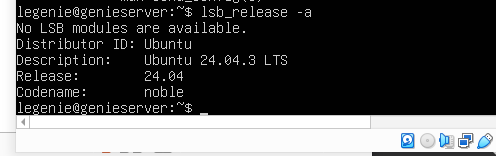 legenie@genieserver:~$ lsb_release -a
No LSB modules are available.
Distributor ID: Ubuntu
Description:    Ubuntu 24.04.3 LTS
Release:        24.04
Codename:       noble
legenie@genieserver:~$ _